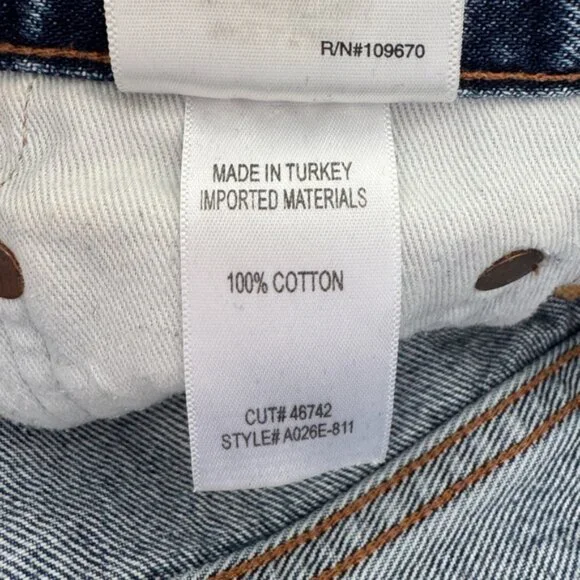 R/N#109670
MADE IN TURKEY
IMPORTED MATERIALS
100% COTTON
CUT# 46742
STYLE# A026E-811